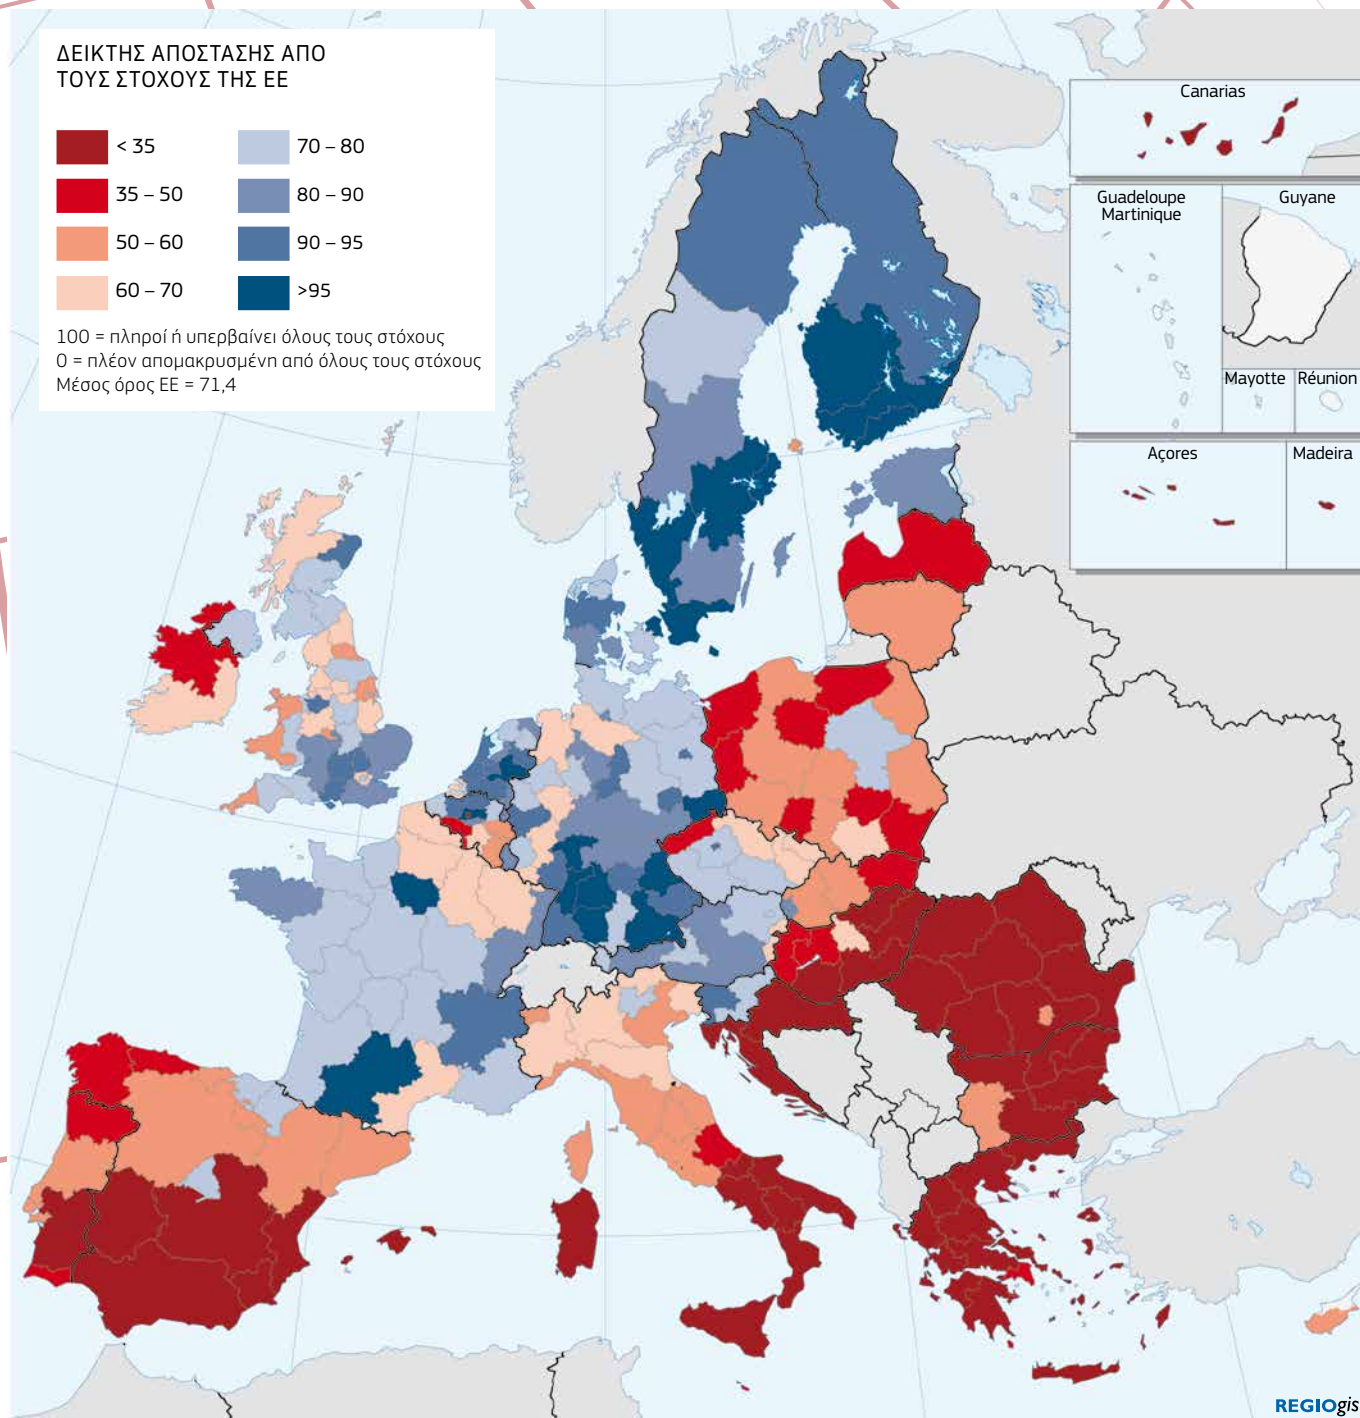 ΔΕΙΚΤΗΣ ΑΠΟΣΤΑΣΗΣ ΑΠΟ
ΤΟΥΣ ΣΤΟΧΟΥΣ ΤΗΣ ΕΕ
< 35
70 – 80
35 – 50
80 – 90
50 – 60
90 – 95
60 – 70
>95
100 = πληροί ή υπερβαίνει όλους τους στόχους
0 = πλέον απομακρυσμένη από όλους τους στόχους
Μέσος όρος ΕΕ = 71,4
Canarias
Guadeloupe
Martinique
Guyane
Mayotte
Réunion
Açores
Madeira
REGIOgis